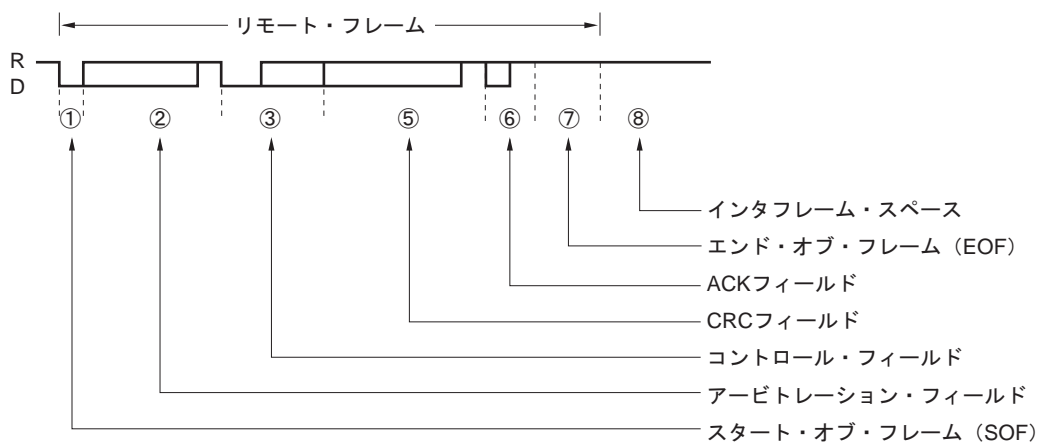 リモート・フレーム
R
D
① ② ③ ⑤ ⑥ ⑦ ⑧
インタフレーム・スペース
エンド・オブ・フレーム（EOF）
ACKフィールド
CRCフィールド
コントロール・フィールド
アービトレーション・フィールド
スタート・オブ・フレーム（SOF）